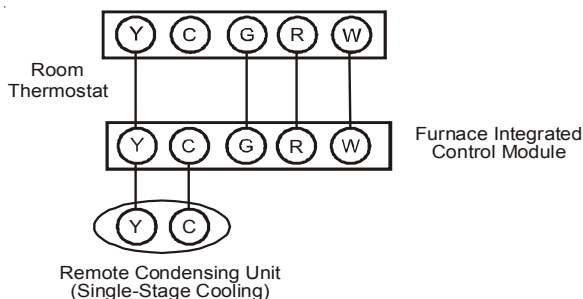 Y C G R W
Room
Thermostat
Y C G R W
Furnace Integrated
Control Module
Y C
Remote Condensing Unit
(Single-Stage Cooling)